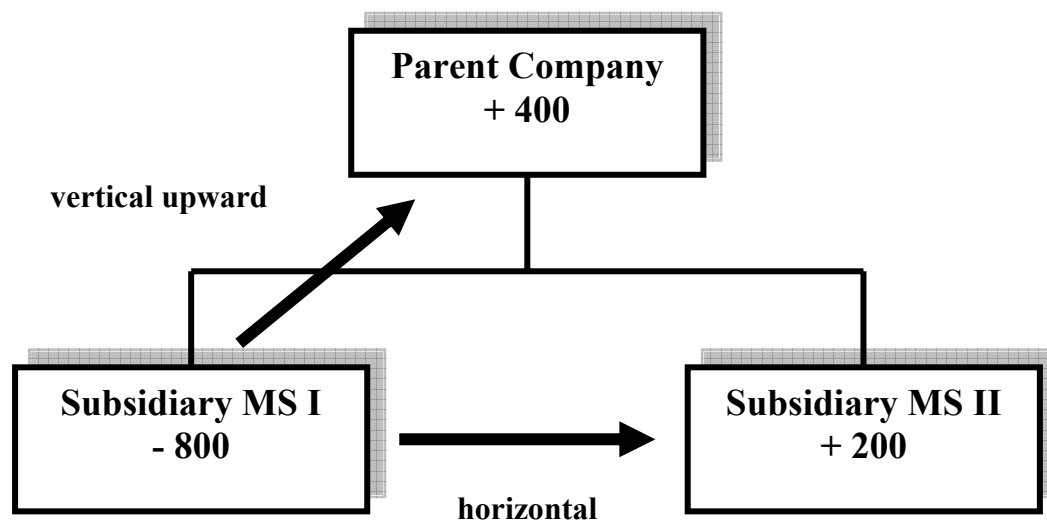 Parent Company
+ 400
vertical upward
Subsidiary MS I
- 800
Subsidiary MS II
+ 200
horizontal